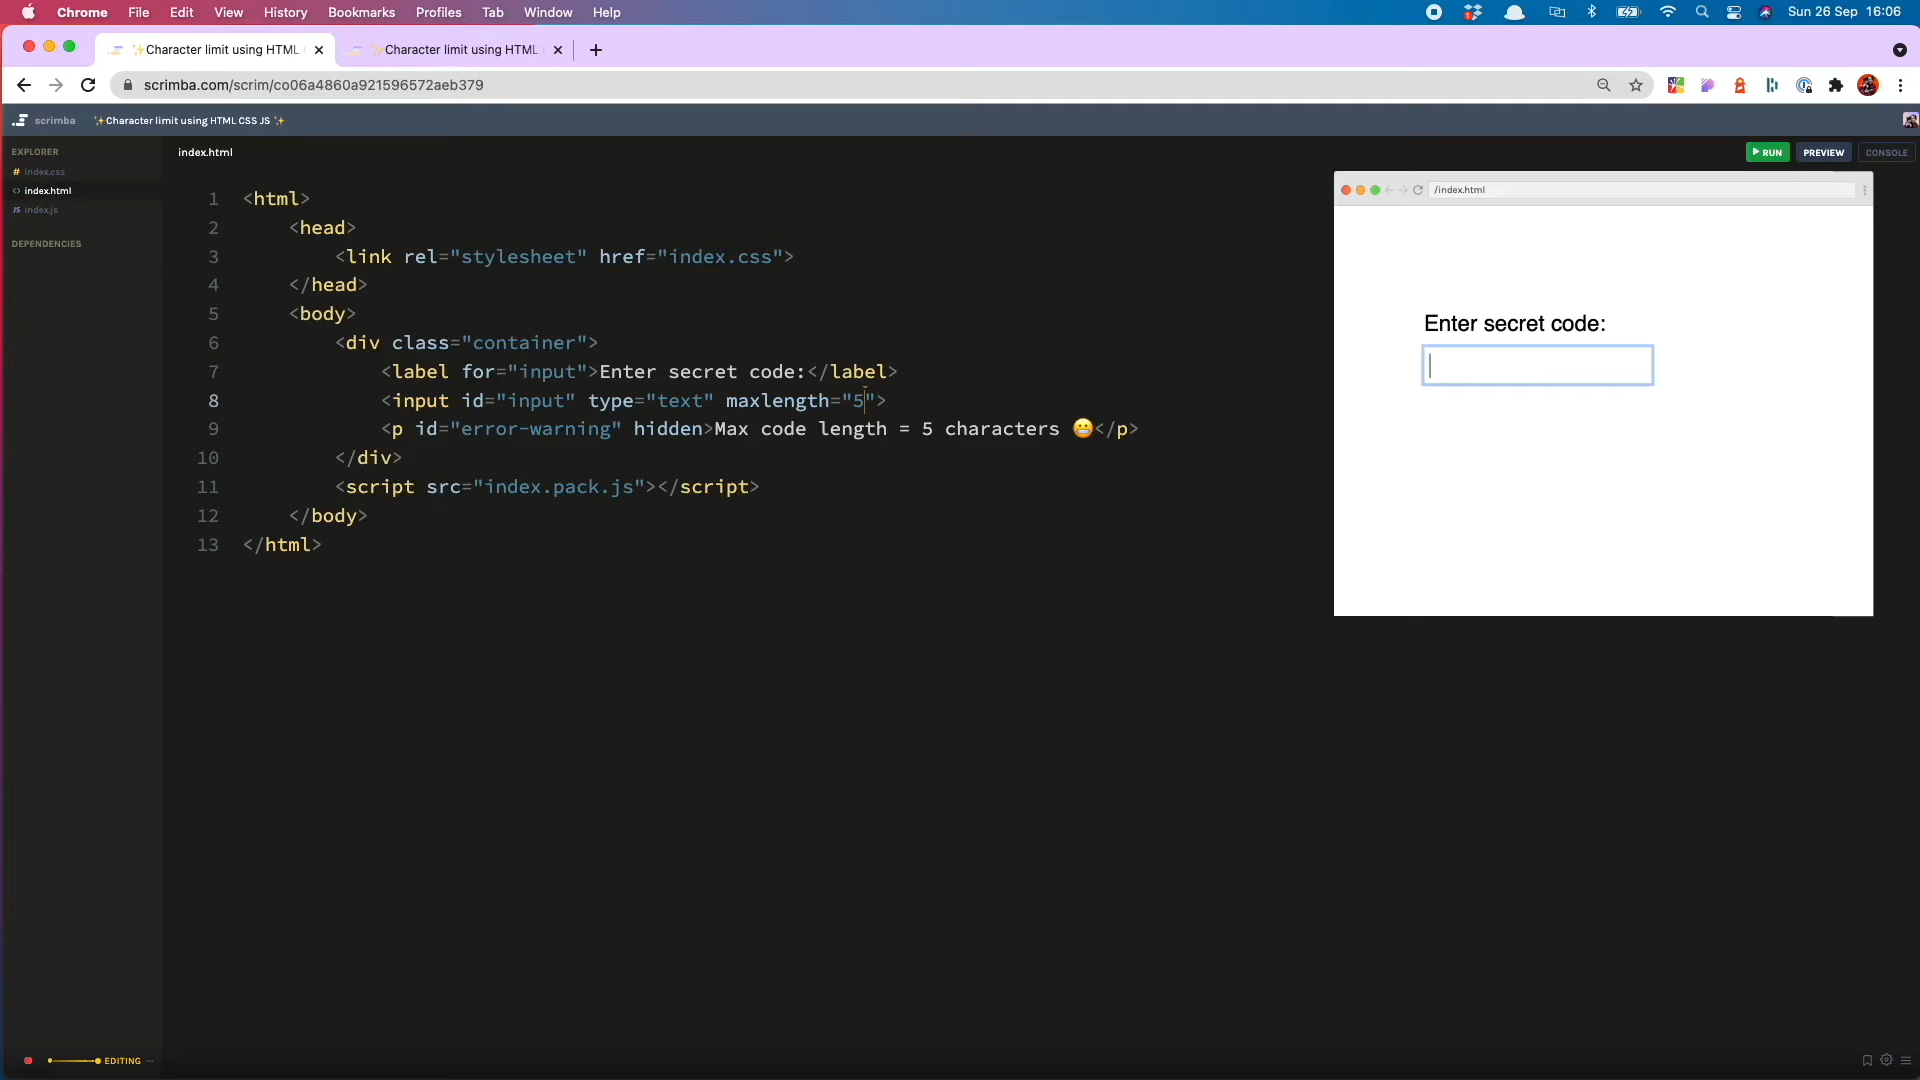 Chrome File Edit View History Bookmarks Profiles Tab Window Help Sun 26 Sep 16:06
✨Character limit using HTML ✨Character limit using HTML
scrimba.com/scrim/co06a4860a921596572aeb379
scrimba ✨Character limit using HTML CSS JS ✨
EXPLORER
# index.css
<> index.html
JS index.js
DEPENDENCIES
index.html
RUN PREVIEW CONSOLE
1 <html>
2 <head>
3 <link rel="stylesheet" href="index.css">
4 </head>
5 <body>
6 <div class="container">
7 <label for="input">Enter secret code:</label>
8 <input id="input" type="text" maxlength="5">
9 <p id="error-warning" hidden>Max code length = 5 characters 😬</p>
10 </div>
11 <script src="index.pack.js"></script>
12 </body>
13 </html>
/index.html
Enter secret code:
EDITING ...